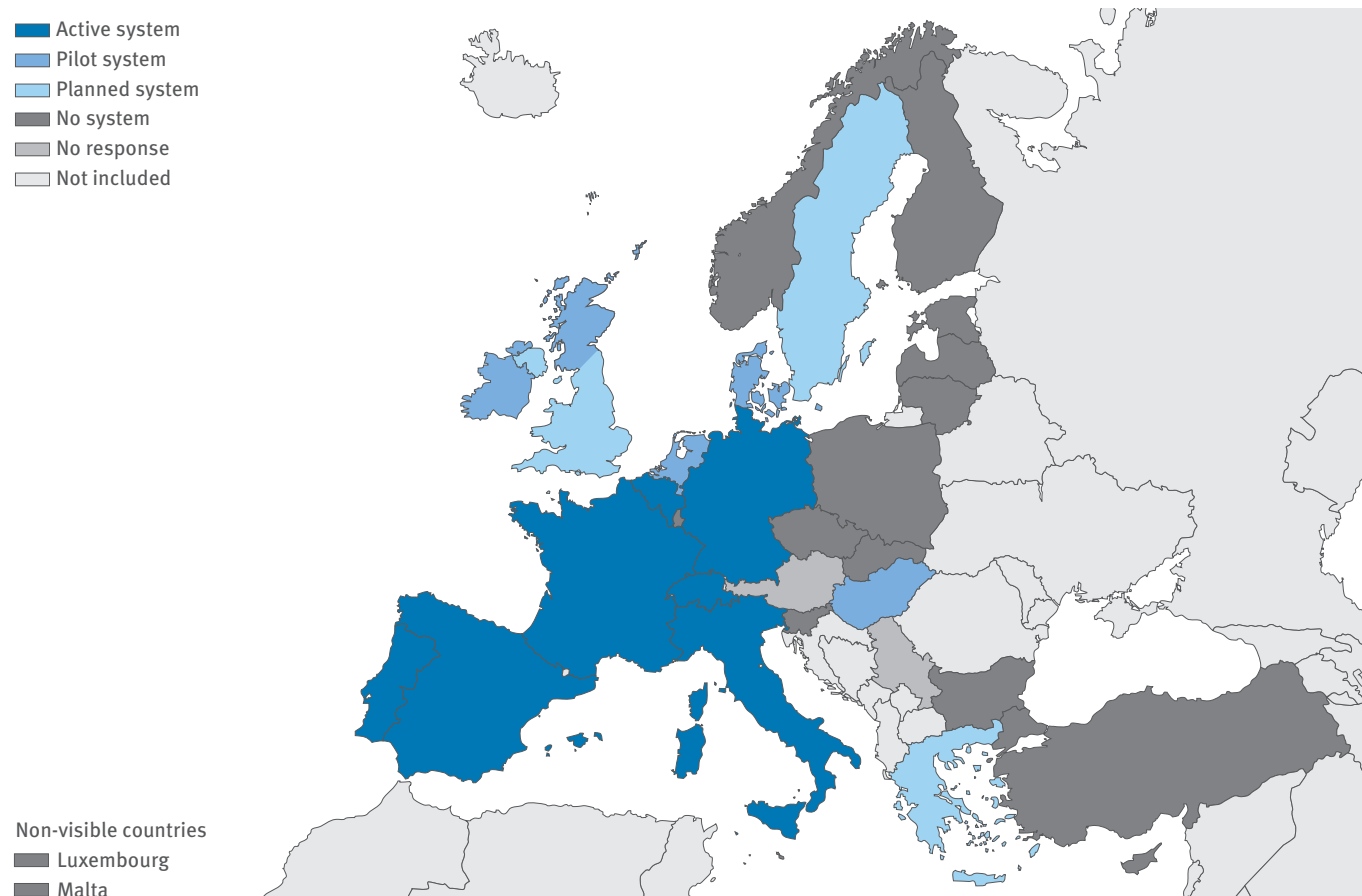 Active system
Pilot system
Planned system
No system
No response
Not included
Non-visible countries
Luxembourg
Malta